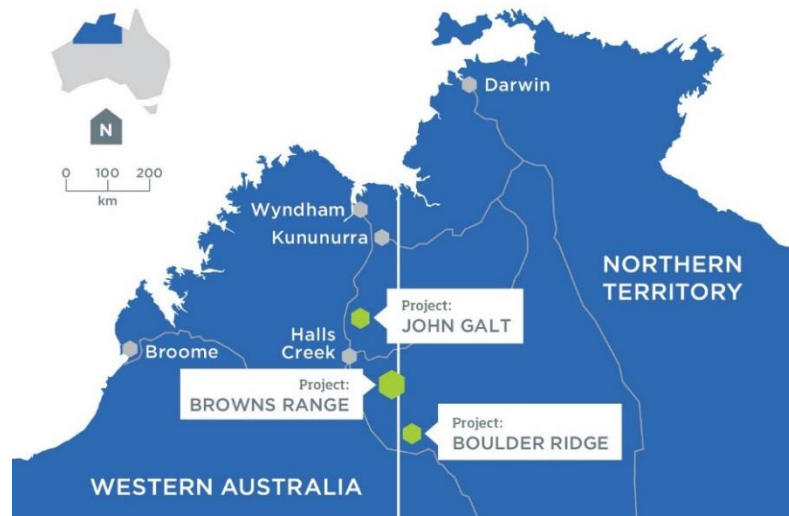 Darwin
N
0 100 200
km
Wyndham
Kununurra
NORTHERN
TERRITORY
Project:
JOHN GALT
Halls
Creek
Broome
Project:
BROWNS RANGE
Project:
BOULDER RIDGE
WESTERN AUSTRALIA